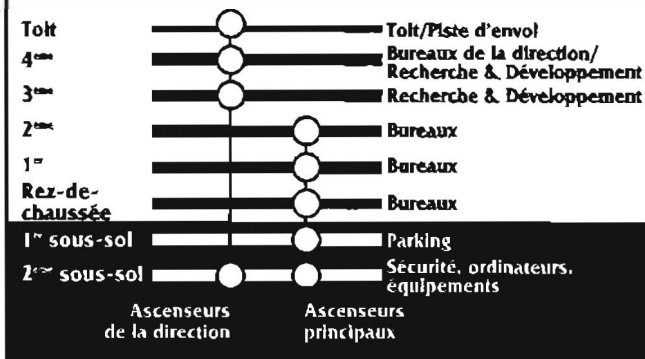 Toit
Toit/Piste d'envol
4ème
Bureaux de la direction/
Recherche & Développement
3ème
Recherche & Développement
2ème
Bureaux
1er
Bureaux
Rez-de-
chaussée
Bureaux
1er sous-sol
Parking
2ème sous-sol
Sécurité, ordinateurs,
équipements
Ascenseurs
de la direction
Ascenseurs
principaux